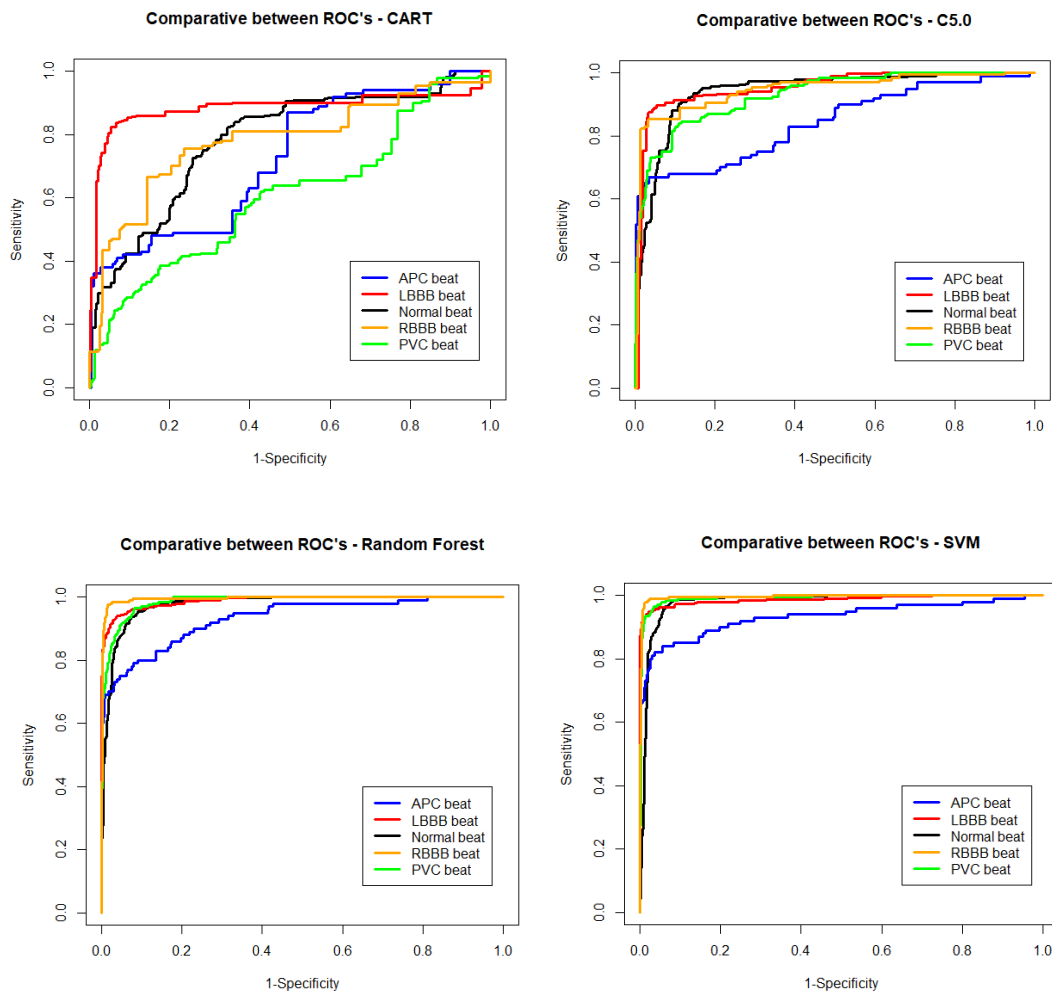 Comparative between ROC's - CART
Sensitivity
0.0 0.2 0.4 0.6 0.8 1.0
APC beat
LBBB beat
Normal beat
RBBB beat
PVC beat
0.0 0.2 0.4 0.6 0.8 1.0
1-Specificity
Comparative between ROC's - C5.0
Sensitivity
0.0 0.2 0.4 0.6 0.8 1.0
APC beat
LBBB beat
Normal beat
RBBB beat
PVC beat
0.0 0.2 0.4 0.6 0.8 1.0
1-Specificity
Comparative between ROC's - Random Forest
Sensitivity
0.0 0.2 0.4 0.6 0.8 1.0
APC beat
LBBB beat
Normal beat
RBBB beat
PVC beat
0.0 0.2 0.4 0.6 0.8 1.0
1-Specificity
Comparative between ROC's - SVM
Sensitivity
0.0 0.2 0.4 0.6 0.8 1.0
APC beat
LBBB beat
Normal beat
RBBB beat
PVC beat
0.0 0.2 0.4 0.6 0.8 1.0
1-Specificity